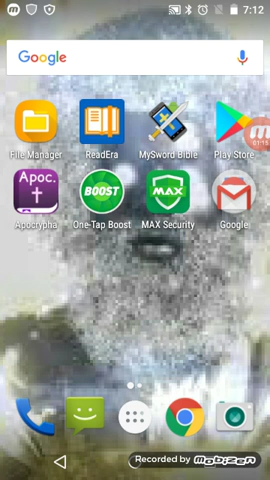 7:12
Google
01:15
File Manager
ReadEra
MySword Bible
Play Store
Apoc.
BOOST
MAX
Apocrypha
One-Tap Boost
MAX Security
Google
Recorded by mobizen